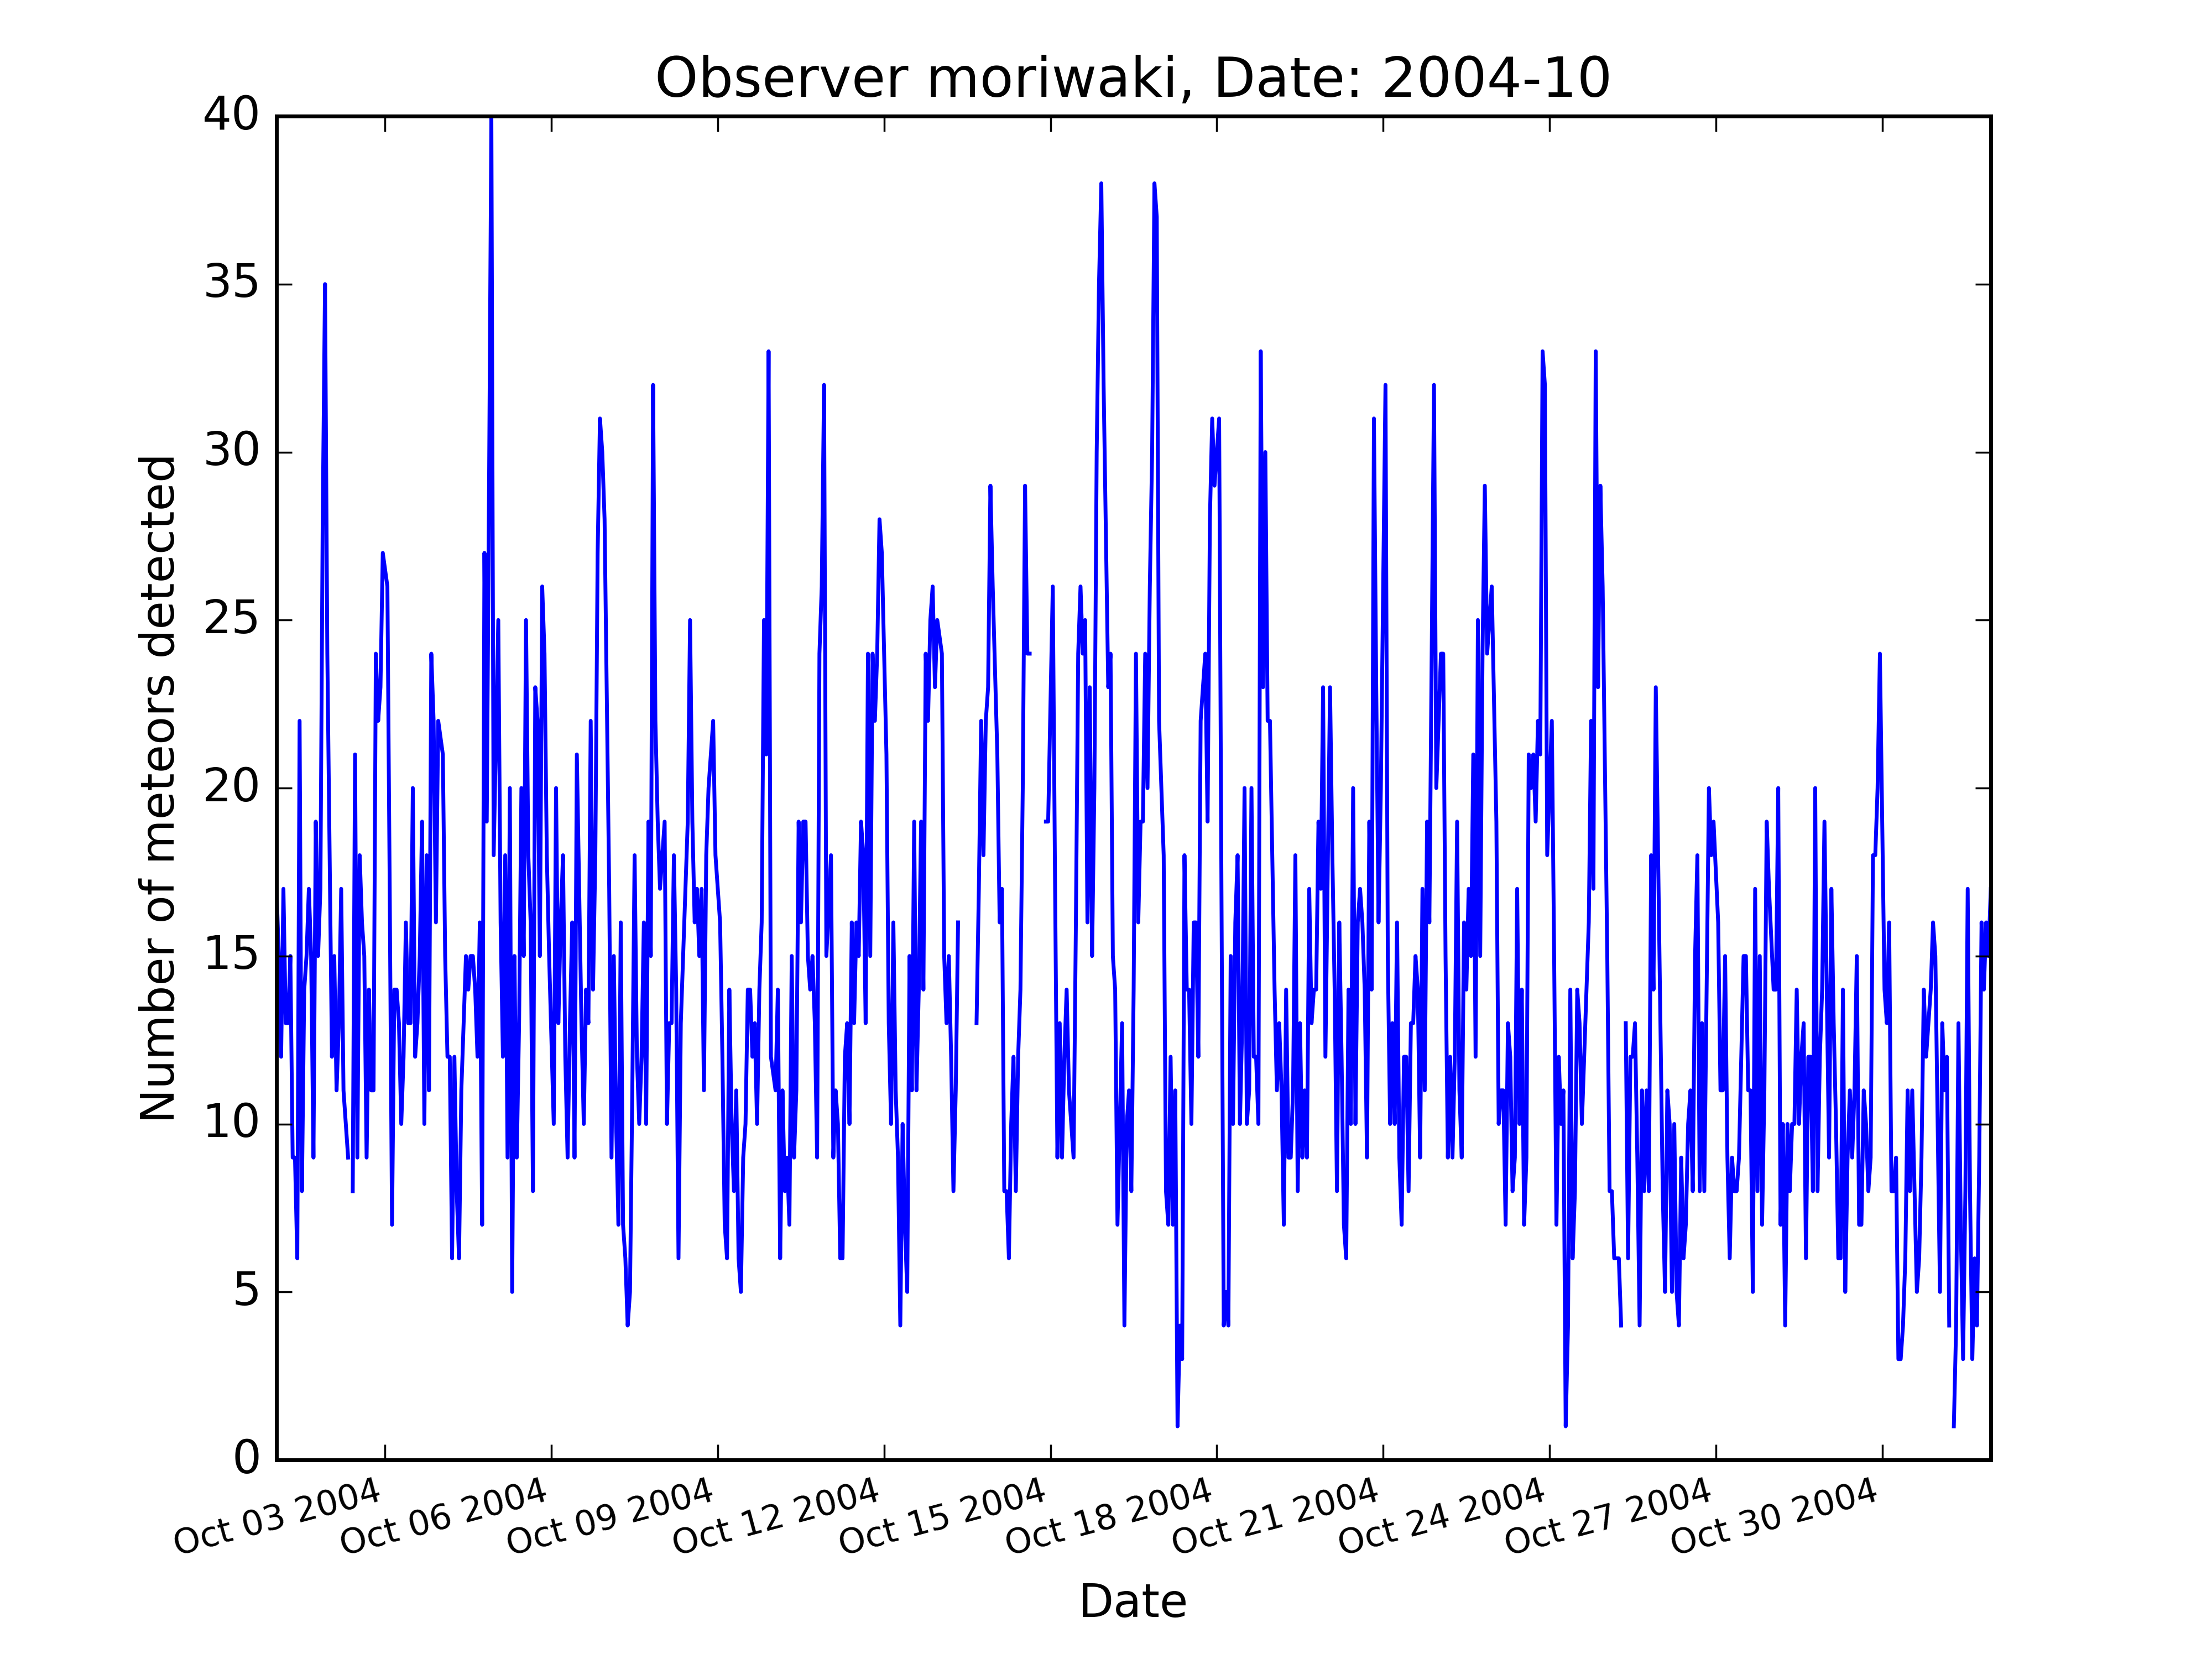 Observer moriwaki, Date: 2004-10
Number of meteors detected
40
35
30
25
20
15
10
5
0
Oct 03 2004
Oct 06 2004
Oct 09 2004
Oct 12 2004
Oct 15 2004
Oct 18 2004
Oct 21 2004
Oct 24 2004
Oct 27 2004
Oct 30 2004
Date